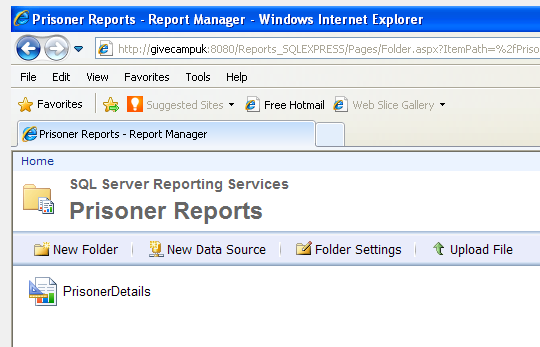 Prisoner Reports - Report Manager - Windows Internet Explorer
http://givecampuk:8080/Reports_SQLEXPRESS/Pages/Folder.aspx?ItemPath=%2fPriso
File Edit View Favorites Tools Help
Favorites Suggested Sites Free Hotmail Web Slice Gallery
Prisoner Reports - Report Manager
Home
SQL Server Reporting Services
Prisoner Reports
New Folder New Data Source Folder Settings Upload File
PrisonerDetails